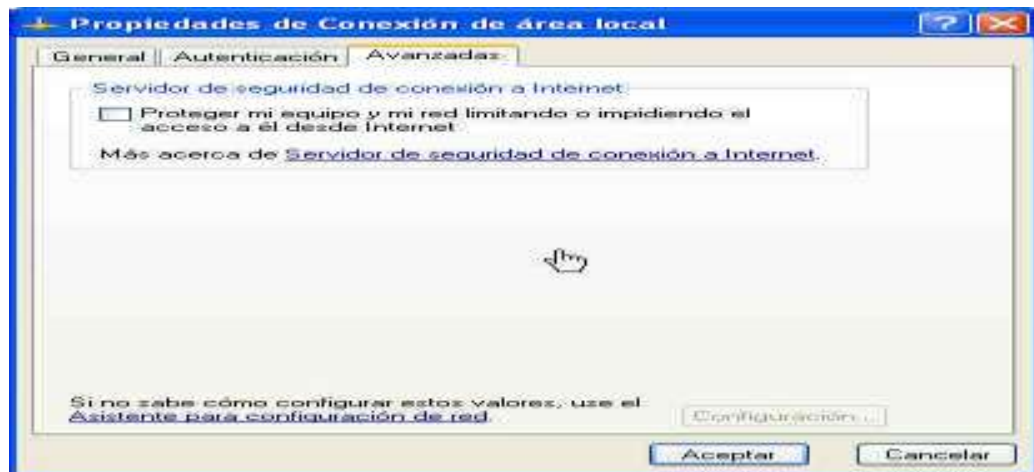 Propiedades de Conexión de área local
General Autenticación Avanzadas
Servidor de seguridad de conexión a Internet
Proteger mi equipo y mi red limitando o impidiendo el
acceso a él desde Internet
Más acerca de Servidor de seguridad de conexión a Internet.
Si no sabe cómo configurar estos valores, use el
Asistente para configuración de red.
Configuración...
Aceptar Cancelar